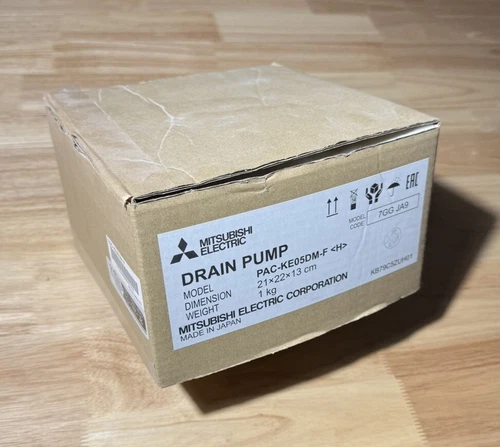 MITSUBISHI
ELECTRIC
EAC
MODEL
CODE
7GG JA9
DRAIN PUMP
MODEL PAC-KE05DM-F <H>
DIMENSION 21×22×13 cm
WEIGHT 1 kg
MITSUBISHI ELECTRIC CORPORATION
MADE IN JAPAN